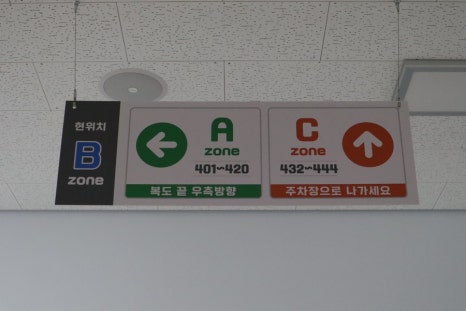 현위치
B
zone
A
zone
401~420
복도 끝 우측방향
C
zone
432~444
주차장으로 나가세요